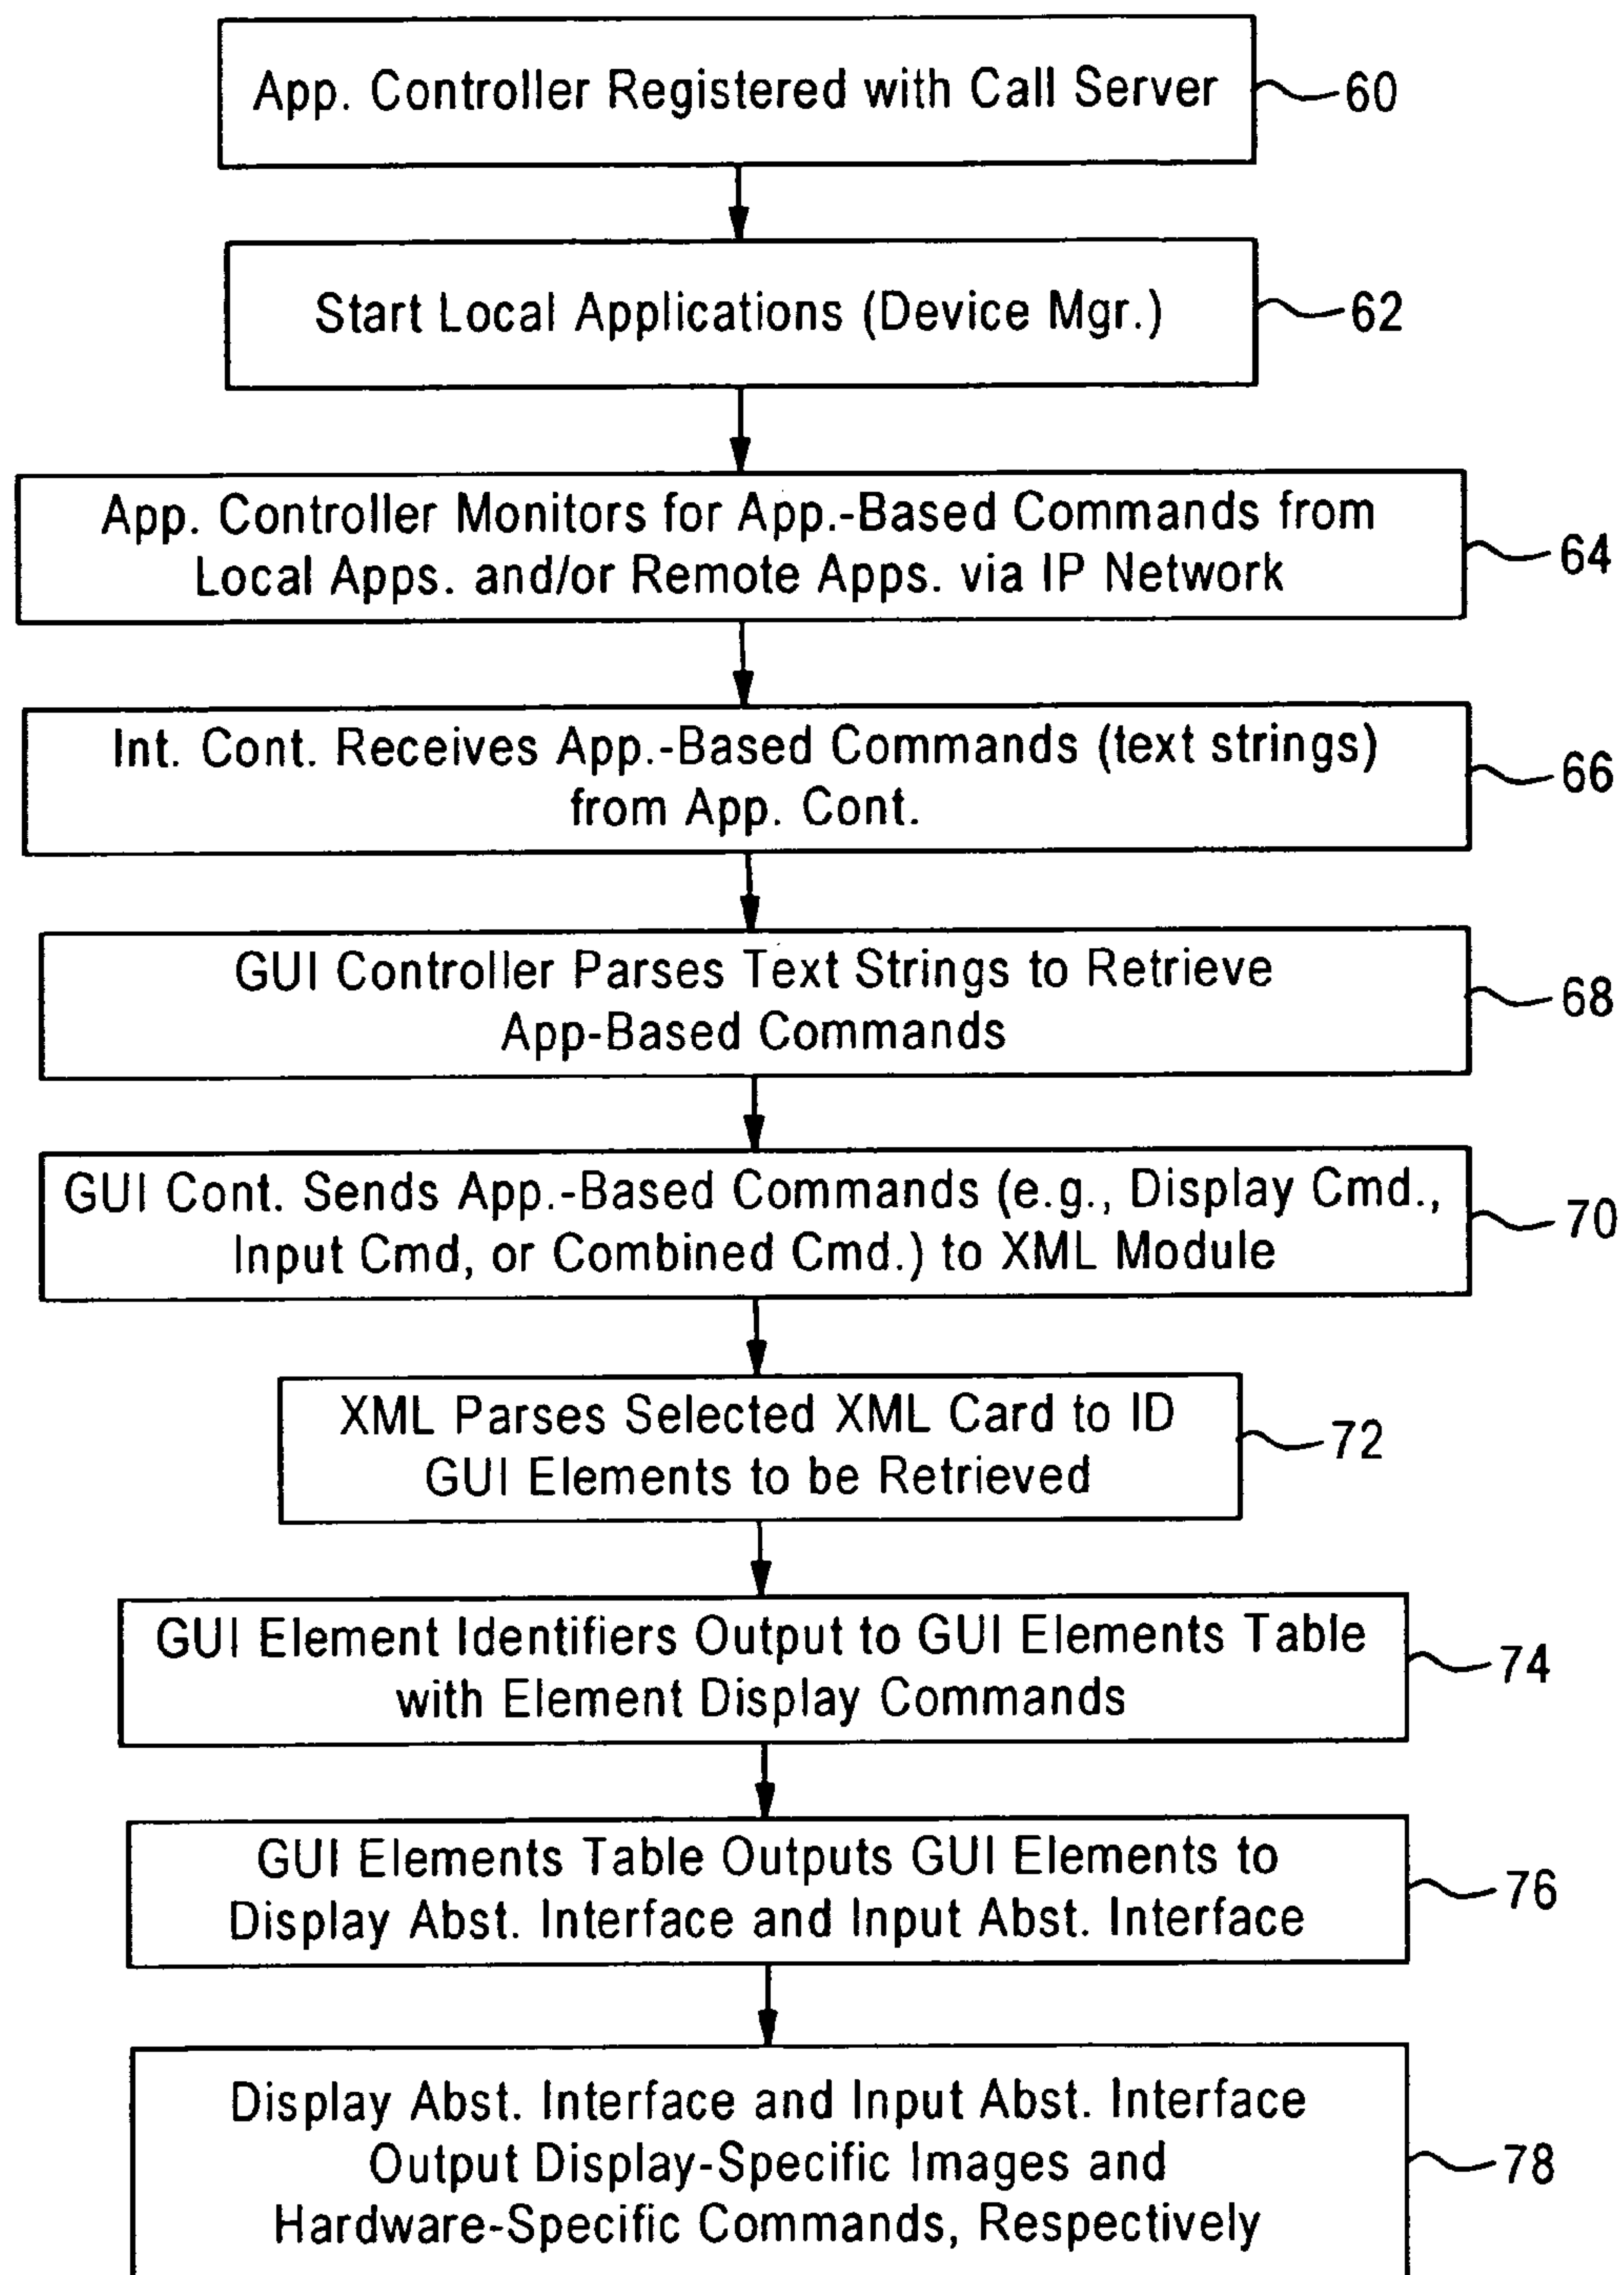 App. Controller Registered with Call Server
60
Start Local Applications (Device Mgr.)
62
App. Controller Monitors for App.-Based Commands from
Local Apps. and/or Remote Apps. via IP Network
64
Int. Cont. Receives App.-Based Commands (text strings)
from App. Cont.
66
GUI Controller Parses Text Strings to Retrieve
App-Based Commands
68
GUI Cont. Sends App.-Based Commands (e.g., Display Cmd.,
Input Cmd, or Combined Cmd.) to XML Module
70
XML Parses Selected XML Card to ID
GUI Elements to be Retrieved
72
GUI Element Identifiers Output to GUI Elements Table
with Element Display Commands
74
GUI Elements Table Outputs GUI Elements to
Display Abst. Interface and Input Abst. Interface
76
Display Abst. Interface and Input Abst. Interface
Output Display-Specific Images and
Hardware-Specific Commands, Respectively
78